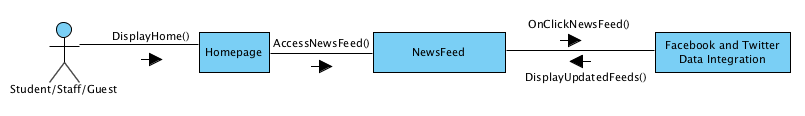 DisplayHome()
Student/Staff/Guest
Homepage
AccessNewsFeed()
NewsFeed
OnClickNewsFeed()
DisplayUpdatedFeeds()
Facebook and Twitter
Data Integration